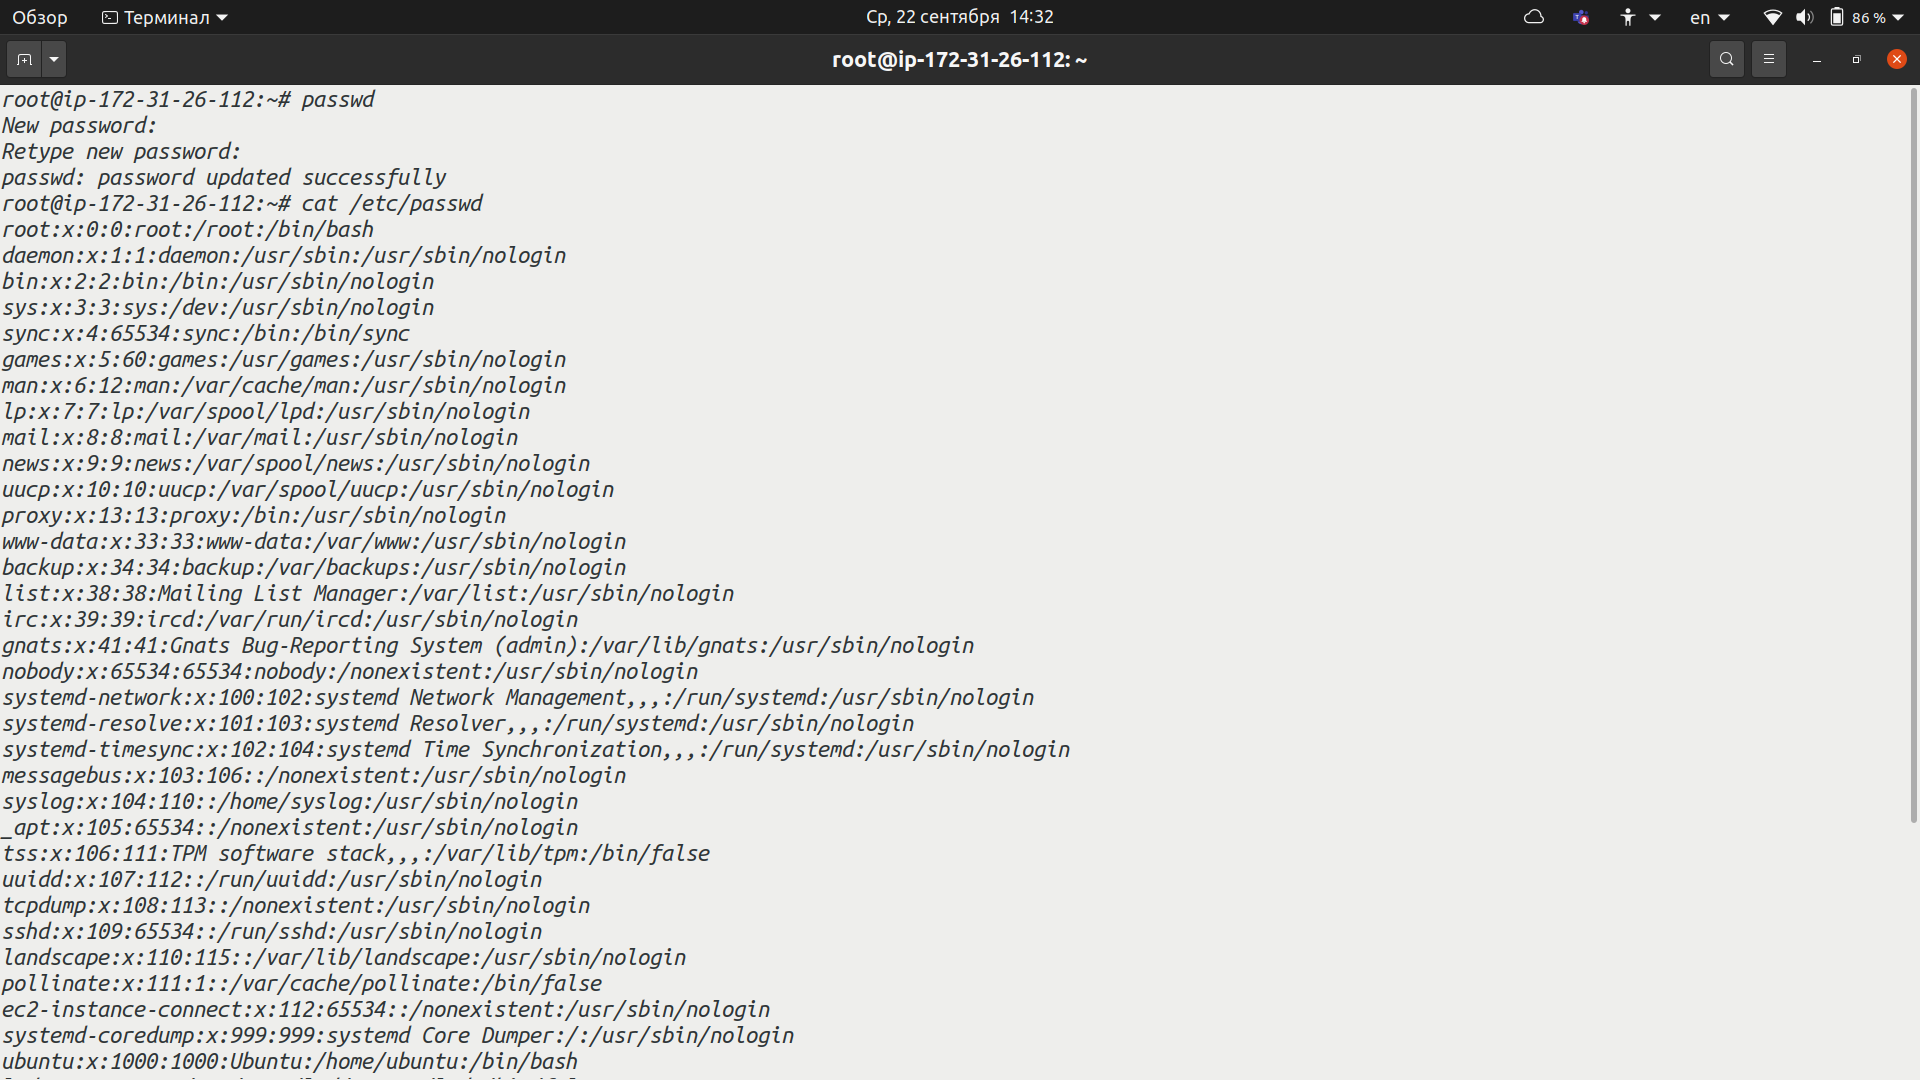 Обзор Терминал Ср, 22 сентября 14:32 en 86 %
root@ip-172-31-26-112: ~
root@ip-172-31-26-112:~# passwd
New password:
Retype new password:
passwd: password updated successfully
root@ip-172-31-26-112:~# cat /etc/passwd
root:x:0:0:root:/root:/bin/bash
daemon:x:1:1:daemon:/usr/sbin:/usr/sbin/nologin
bin:x:2:2:bin:/bin:/usr/sbin/nologin
sys:x:3:3:sys:/dev:/usr/sbin/nologin
sync:x:4:65534:sync:/bin:/bin/sync
games:x:5:60:games:/usr/games:/usr/sbin/nologin
man:x:6:12:man:/var/cache/man:/usr/sbin/nologin
lp:x:7:7:lp:/var/spool/lpd:/usr/sbin/nologin
mail:x:8:8:mail:/var/mail:/usr/sbin/nologin
news:x:9:9:news:/var/spool/news:/usr/sbin/nologin
uucp:x:10:10:uucp:/var/spool/uucp:/usr/sbin/nologin
proxy:x:13:13:proxy:/bin:/usr/sbin/nologin
www-data:x:33:33:www-data:/var/www:/usr/sbin/nologin
backup:x:34:34:backup:/var/backups:/usr/sbin/nologin
list:x:38:38:Mailing List Manager:/var/list:/usr/sbin/nologin
irc:x:39:39:ircd:/var/run/ircd:/usr/sbin/nologin
gnats:x:41:41:Gnats Bug-Reporting System (admin):/var/lib/gnats:/usr/sbin/nologin
nobody:x:65534:65534:nobody:/nonexistent:/usr/sbin/nologin
systemd-network:x:100:102:systemd Network Management,,,:/run/systemd:/usr/sbin/nologin
systemd-resolve:x:101:103:systemd Resolver,,,:/run/systemd:/usr/sbin/nologin
systemd-timesync:x:102:104:systemd Time Synchronization,,,:/run/systemd:/usr/sbin/nologin
messagebus:x:103:106::/nonexistent:/usr/sbin/nologin
syslog:x:104:110::/home/syslog:/usr/sbin/nologin
_apt:x:105:65534::/nonexistent:/usr/sbin/nologin
tss:x:106:111:TPM software stack,,,:/var/lib/tpm:/bin/false
uuidd:x:107:112::/run/uuidd:/usr/sbin/nologin
tcpdump:x:108:113::/nonexistent:/usr/sbin/nologin
sshd:x:109:65534::/run/sshd:/usr/sbin/nologin
landscape:x:110:115::/var/lib/landscape:/usr/sbin/nologin
pollinate:x:111:1::/var/cache/pollinate:/bin/false
ec2-instance-connect:x:112:65534::/nonexistent:/usr/sbin/nologin
systemd-coredump:x:999:999:systemd Core Dumper:/:/usr/sbin/nologin
ubuntu:x:1000:1000:Ubuntu:/home/ubuntu:/bin/bash